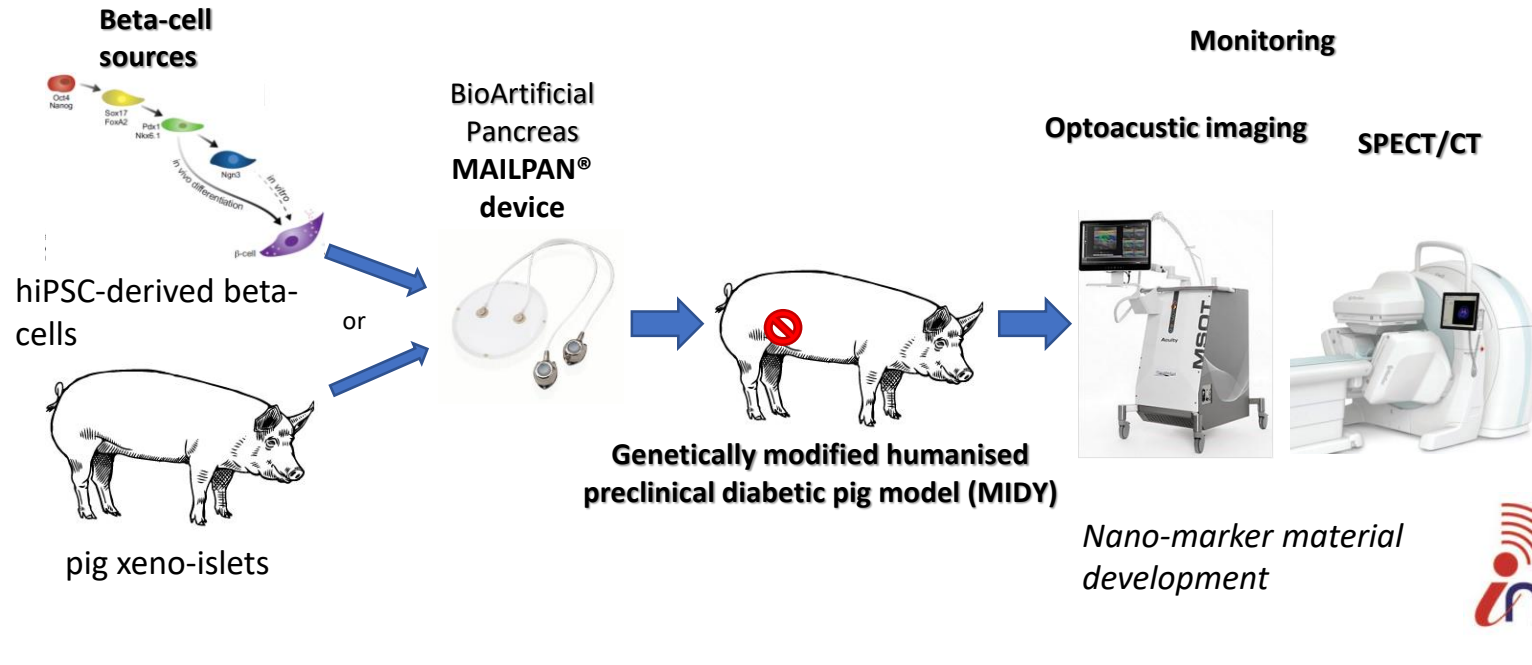 Beta-cell
sources
Oct4
Nanog
Sox17
FoxA2
Pdx1
Nkx6.1
Ngn3
in vivo differentiation
in vitro
β-cell
hiPSC-derived beta-
cells
or
pig xeno-islets
BioArtificial
Pancreas
MAILPAN®
device
Genetically modified humanised
preclinical diabetic pig model (MIDY)
Monitoring
Optoacustic imaging
SPECT/CT
Acuity
MSOT
Nano-marker material
development